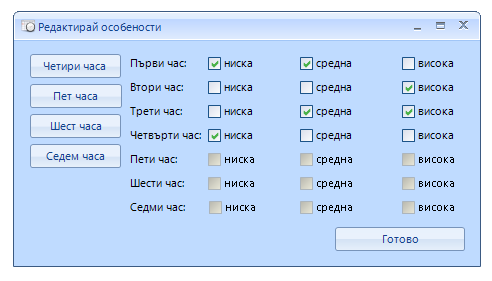 Редактирай особености
Четири часа
Пет часа
Шест часа
Седем часа
Първи час: ниска средна висока
Втори час: ниска средна висока
Трети час: ниска средна висока
Четвърти час: ниска средна висока
Пети час: ниска средна висока
Шести час: ниска средна висока
Седми час: ниска средна висока
Готово